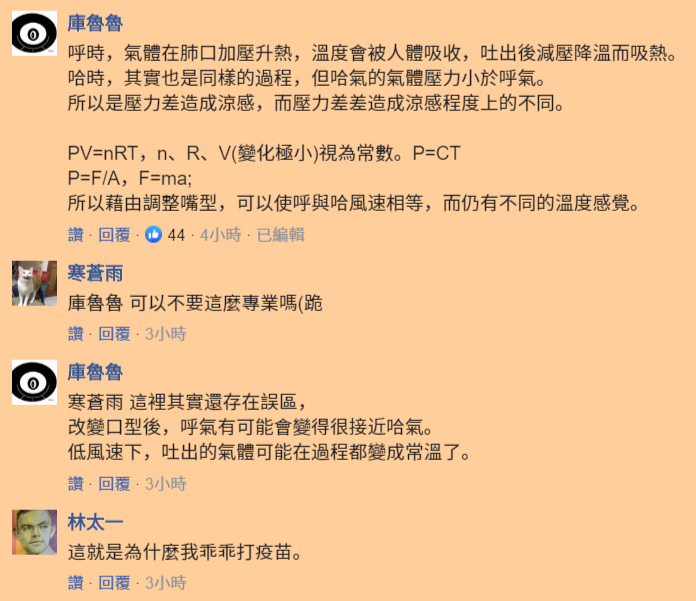 庫魯魯
呼時，氣體在肺口加壓升熱，溫度會被人體吸收，吐出後減壓降溫而吸熱。
哈時，其實也是同樣的過程，但哈氣的氣體壓力小於呼氣。
所以是壓力差造成涼感，而壓力差差造成涼感程度上的不同。
PV=nRT，n、R、V(變化極小)視為常數。P=CT
P=F/A，F=ma;
所以藉由調整嘴型，可以使呼與哈風速相等，而仍有不同的溫度感覺。
讚 · 回覆 · 44 · 4小時 · 已編輯
寒蒼雨
庫魯魯 可以不要這麼專業嗎(跪
讚 · 回覆 · 3小時
庫魯魯
寒蒼雨 這裡其實還存在誤區，
改變口型後，呼氣有可能會變得很接近哈氣。
低風速下，吐出的氣體可能在過程都變成常溫了。
讚 · 回覆 · 3小時
林太一
這就是為什麼我乖乖打疫苗。
讚 · 回覆 · 3小時